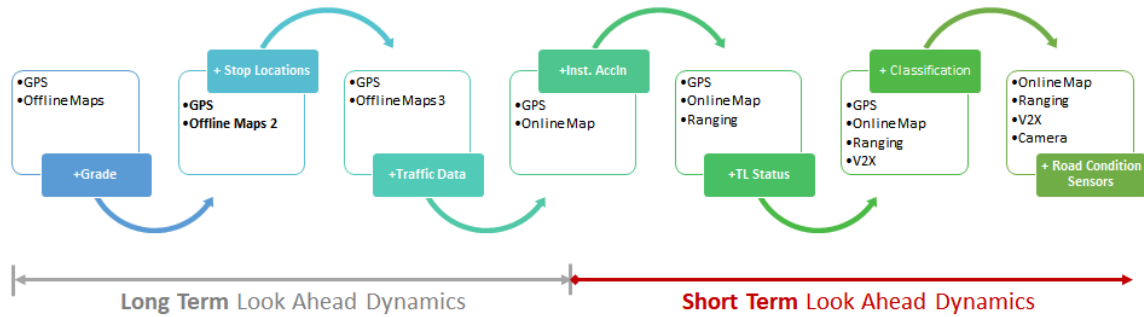 •GPS
•Offline Maps
+Grade
+ Stop Locations
•GPS
•Offline Maps 2
•GPS
•Offline Maps 3
+Traffic Data
+Inst. Accln
•GPS
•Online Map
•GPS
•Online Map
•Ranging
+TL Status
+ Classification
•GPS
•Online Map
•Ranging
•V2X
•Online Map
•Ranging
•V2X
•Camera
+ Road Condition
Sensors
Long Term Look Ahead Dynamics
Short Term Look Ahead Dynamics